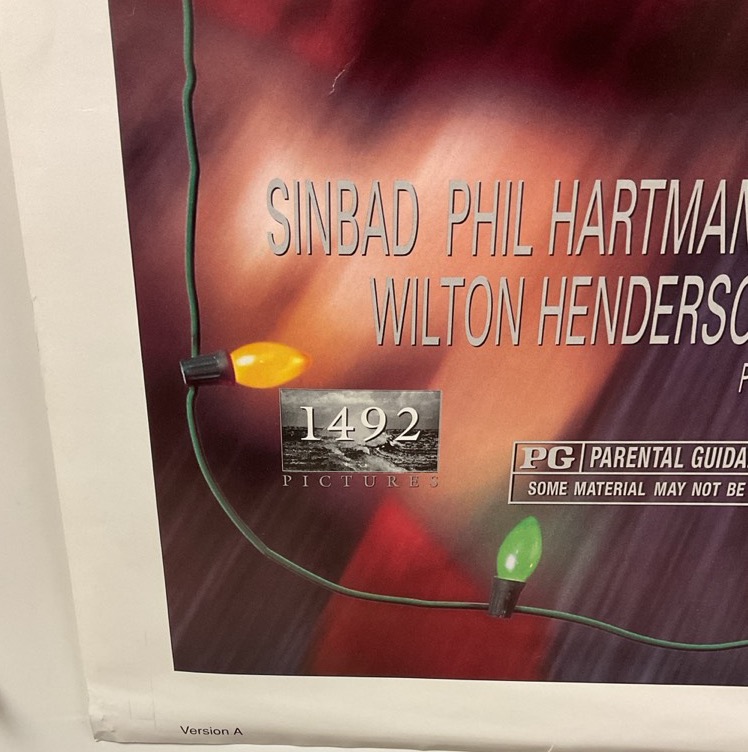 SINBAD PHIL HARTMAN
WILTON HENDERSO
P
1492
PICTURES
PG PARENTAL GUIDA
SOME MATERIAL MAY NOT BE
Version A